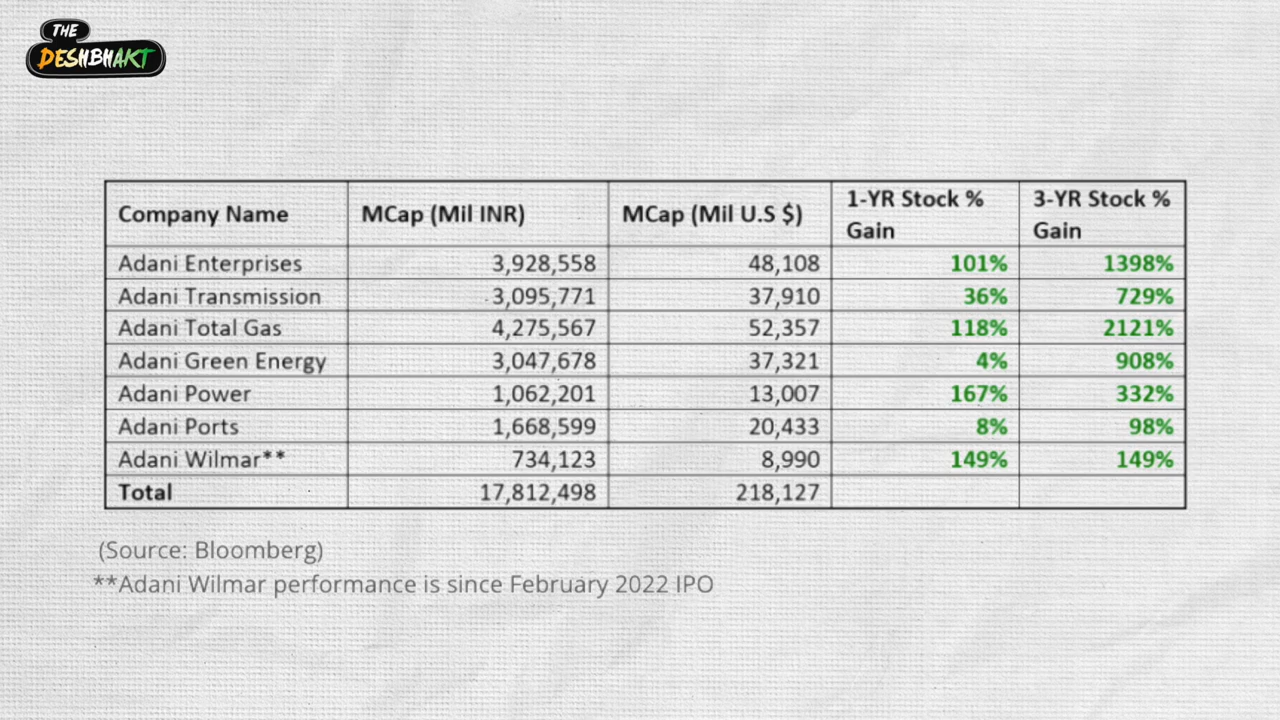 THE
DESHBHAKT
Company Name MCap (Mil INR) MCap (Mil U.S $) 1-YR Stock % Gain 3-YR Stock % Gain
Adani Enterprises 3,928,558 48,108 101% 1398%
Adani Transmission 3,095,771 37,910 36% 729%
Adani Total Gas 4,275,567 52,357 118% 2121%
Adani Green Energy 3,047,678 37,321 4% 908%
Adani Power 1,062,201 13,007 167% 332%
Adani Ports 1,668,599 20,433 8% 98%
Adani Wilmar** 734,123 8,990 149% 149%
Total 17,812,498 218,127
(Source: Bloomberg)
**Adani Wilmar performance is since February 2022 IPO